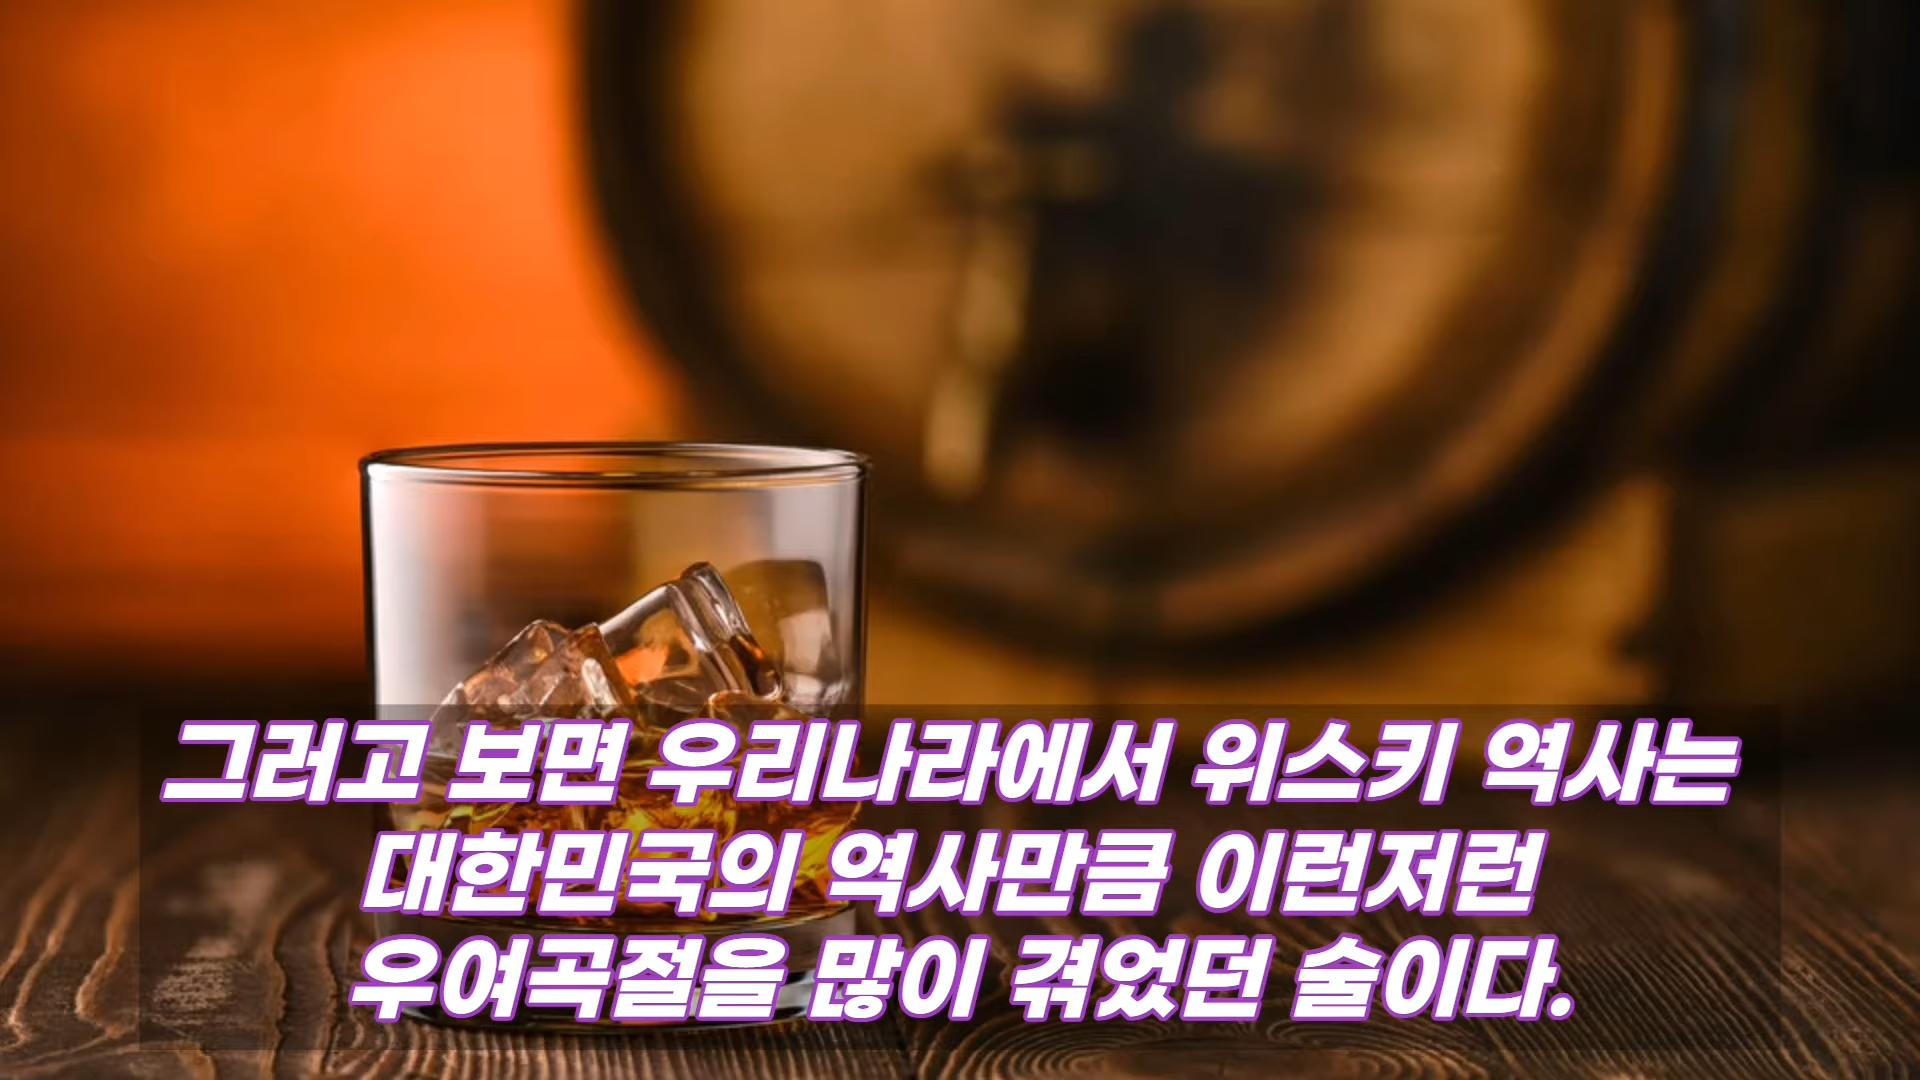 그러고 보면 우리나라에서 위스키 역사는
대한민국의 역사만큼 이런저런
우여곡절을 많이 겪었던 술이다.